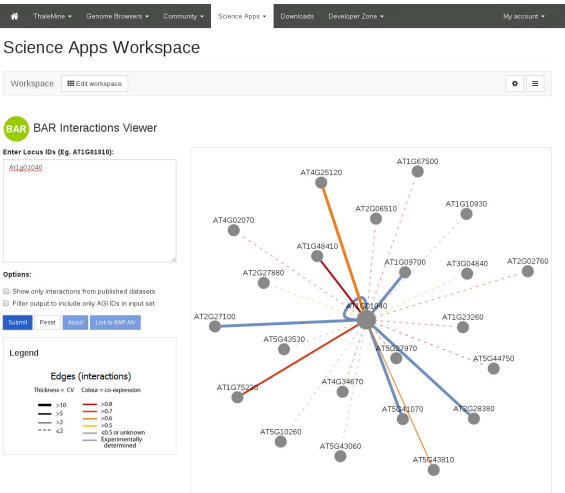 ThaleMine
Genome Browsers
Community
Science Apps
Downloads
Developer Zone
My account
Science Apps Workspace
Workspace
Edit workspace
BAR
BAR Interactions Viewer
Enter Locus IDs (Eg. AT1G01010):
At1g01040
Options:
Show only interactions from published datasets
Filter output to include only AGI IDs in input set
Submit
Reset
About
Link to BAR AIV
Legend
Edges (interactions)
Thickness = CV
Colour = co-expression
>10
>5
>2
≤2
>0.8
>0.7
>0.6
>0.5
≤0.5 or unknown
Experimentally
determined
AT1G67500
AT4G25120
AT1G10930
AT2G06510
AT4G02070
AT1G48410
AT1G09700
AT3G04840
AT2G02760
AT2G27880
AT1G01040
AT2G27100
AT1G23260
AT5G43530
AT5G27970
AT5G44750
AT1G75230
AT4G34670
AT5G41070
AT2G28380
AT5G10260
AT5G43060
AT5G43810